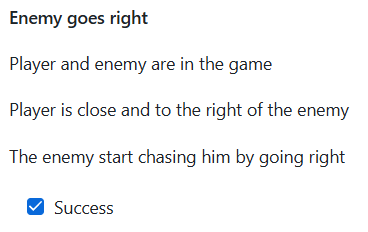 Enemy goes right
Player and enemy are in the game
Player is close and to the right of the enemy
The enemy start chasing him by going right
Success